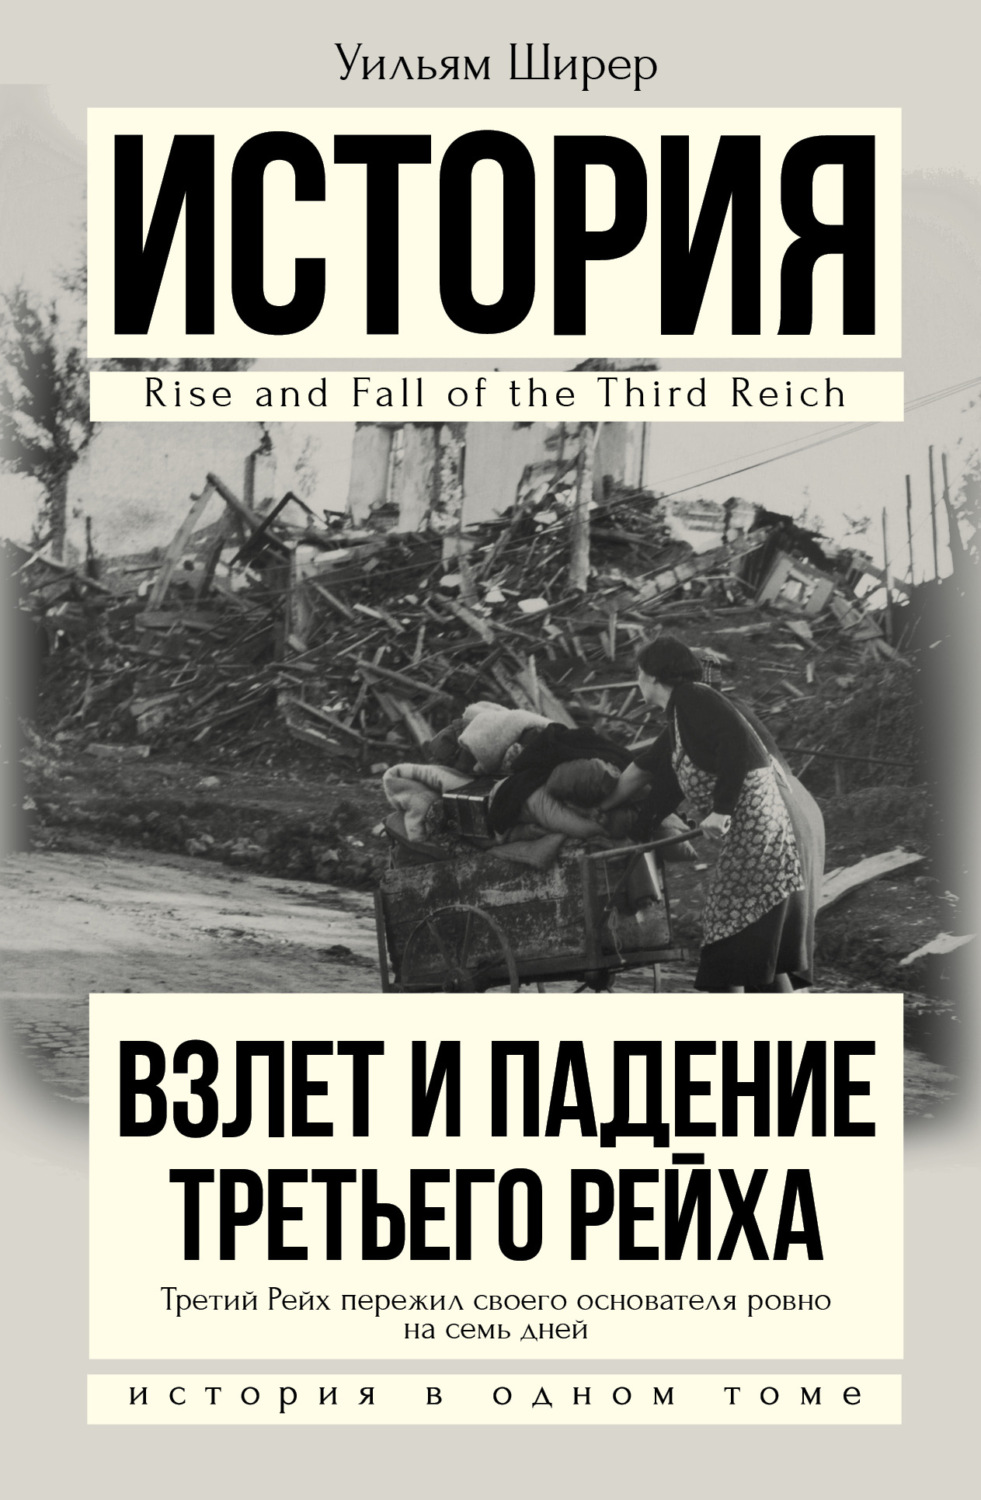 Уильям Ширер
ИСТОРИЯ
Rise and Fall of the Third Reich
ВЗЛЕТ И ПАДЕНИЕ
ТРЕТЬЕГО РЕЙХА
Третий Рейх пережил своего основателя ровно
на семь дней
история в одном томе